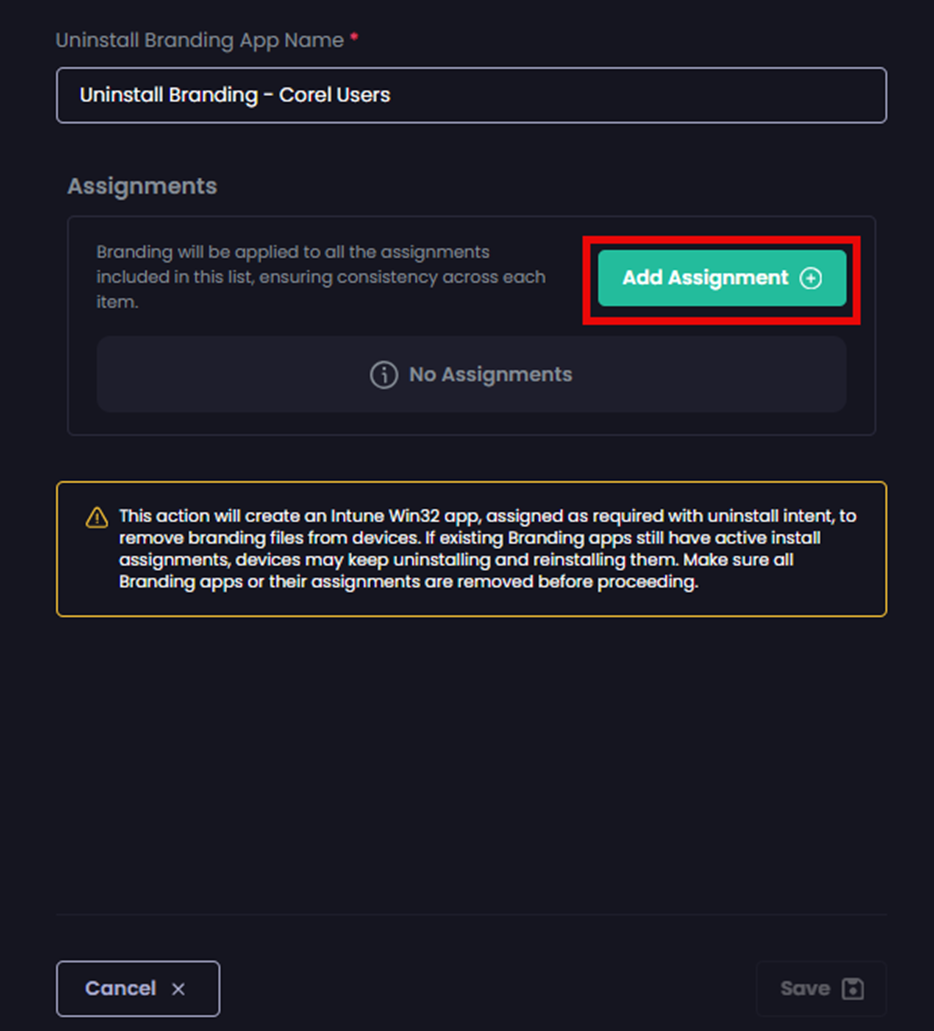 Uninstall Branding App Name *
Uninstall Branding - Corel Users
Assignments
Branding will be applied to all the assignments
included in this list, ensuring consistency across each
item.
Add Assignment
No Assignments
This action will create an Intune Win32 app, assigned as required with uninstall intent, to
remove branding files from devices. If existing Branding apps still have active install
assignments, devices may keep uninstalling and reinstalling them. Make sure all
Branding apps or their assignments are removed before proceeding.
Cancel
Save